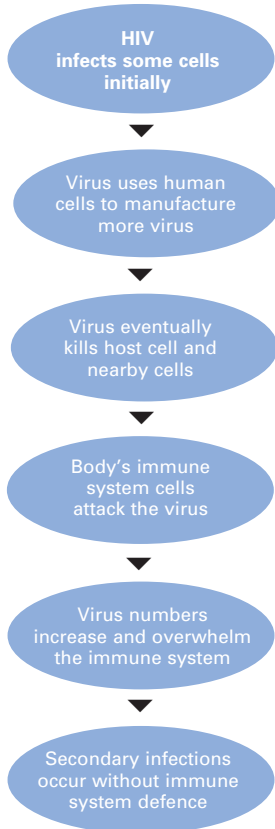 HIV
infects some cells
initially
Virus uses human
cells to manufacture
more virus
Virus eventually
kills host cell and
nearby cells
Body's immune
system cells
attack the virus
Virus numbers
increase and overwhelm
the immune system
Secondary infections
occur without immune
system defence